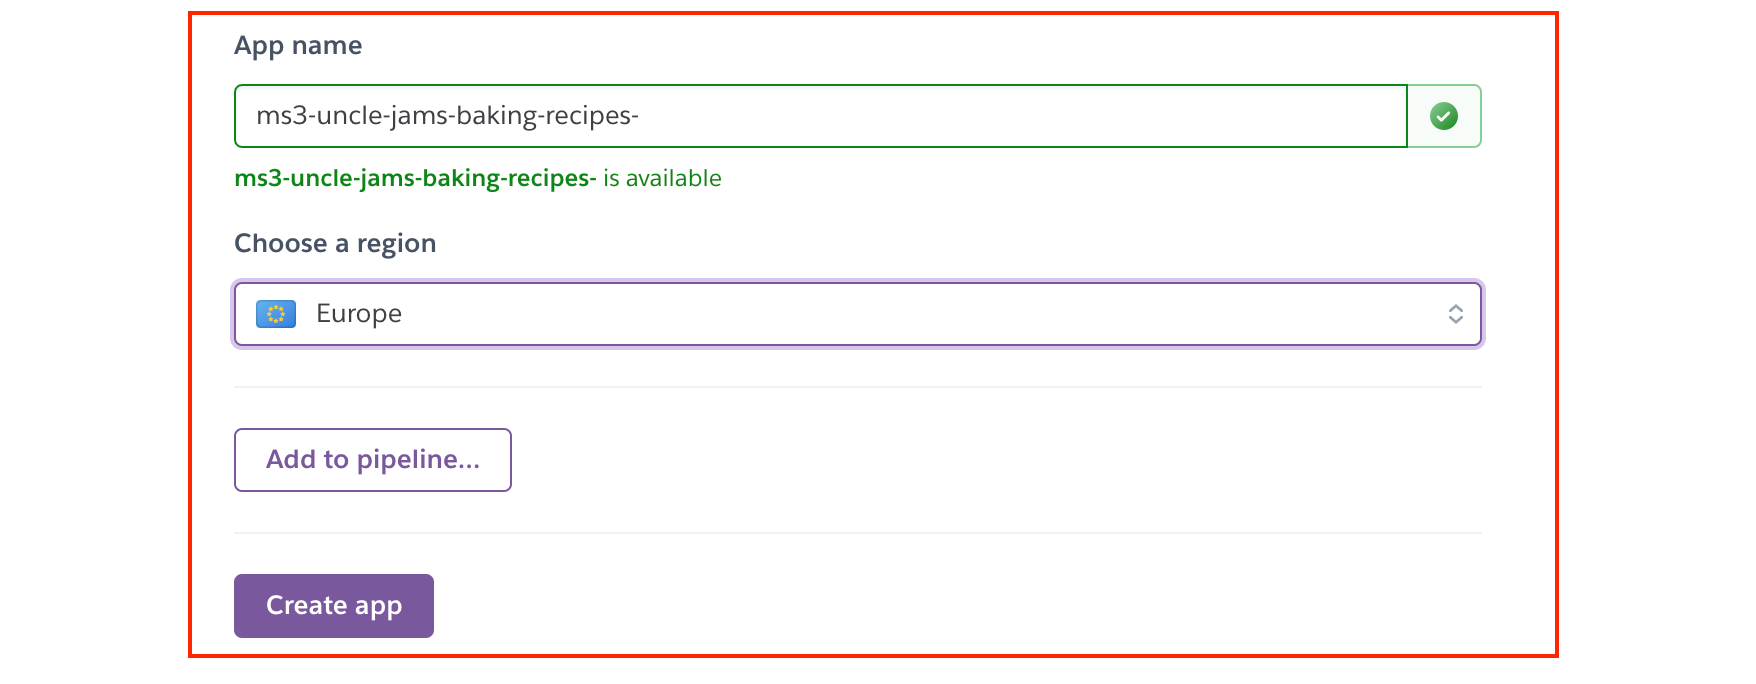 App name
ms3-uncle-jams-baking-recipes-
ms3-uncle-jams-baking-recipes- is available
Choose a region
Europe
Add to pipeline...
Create app